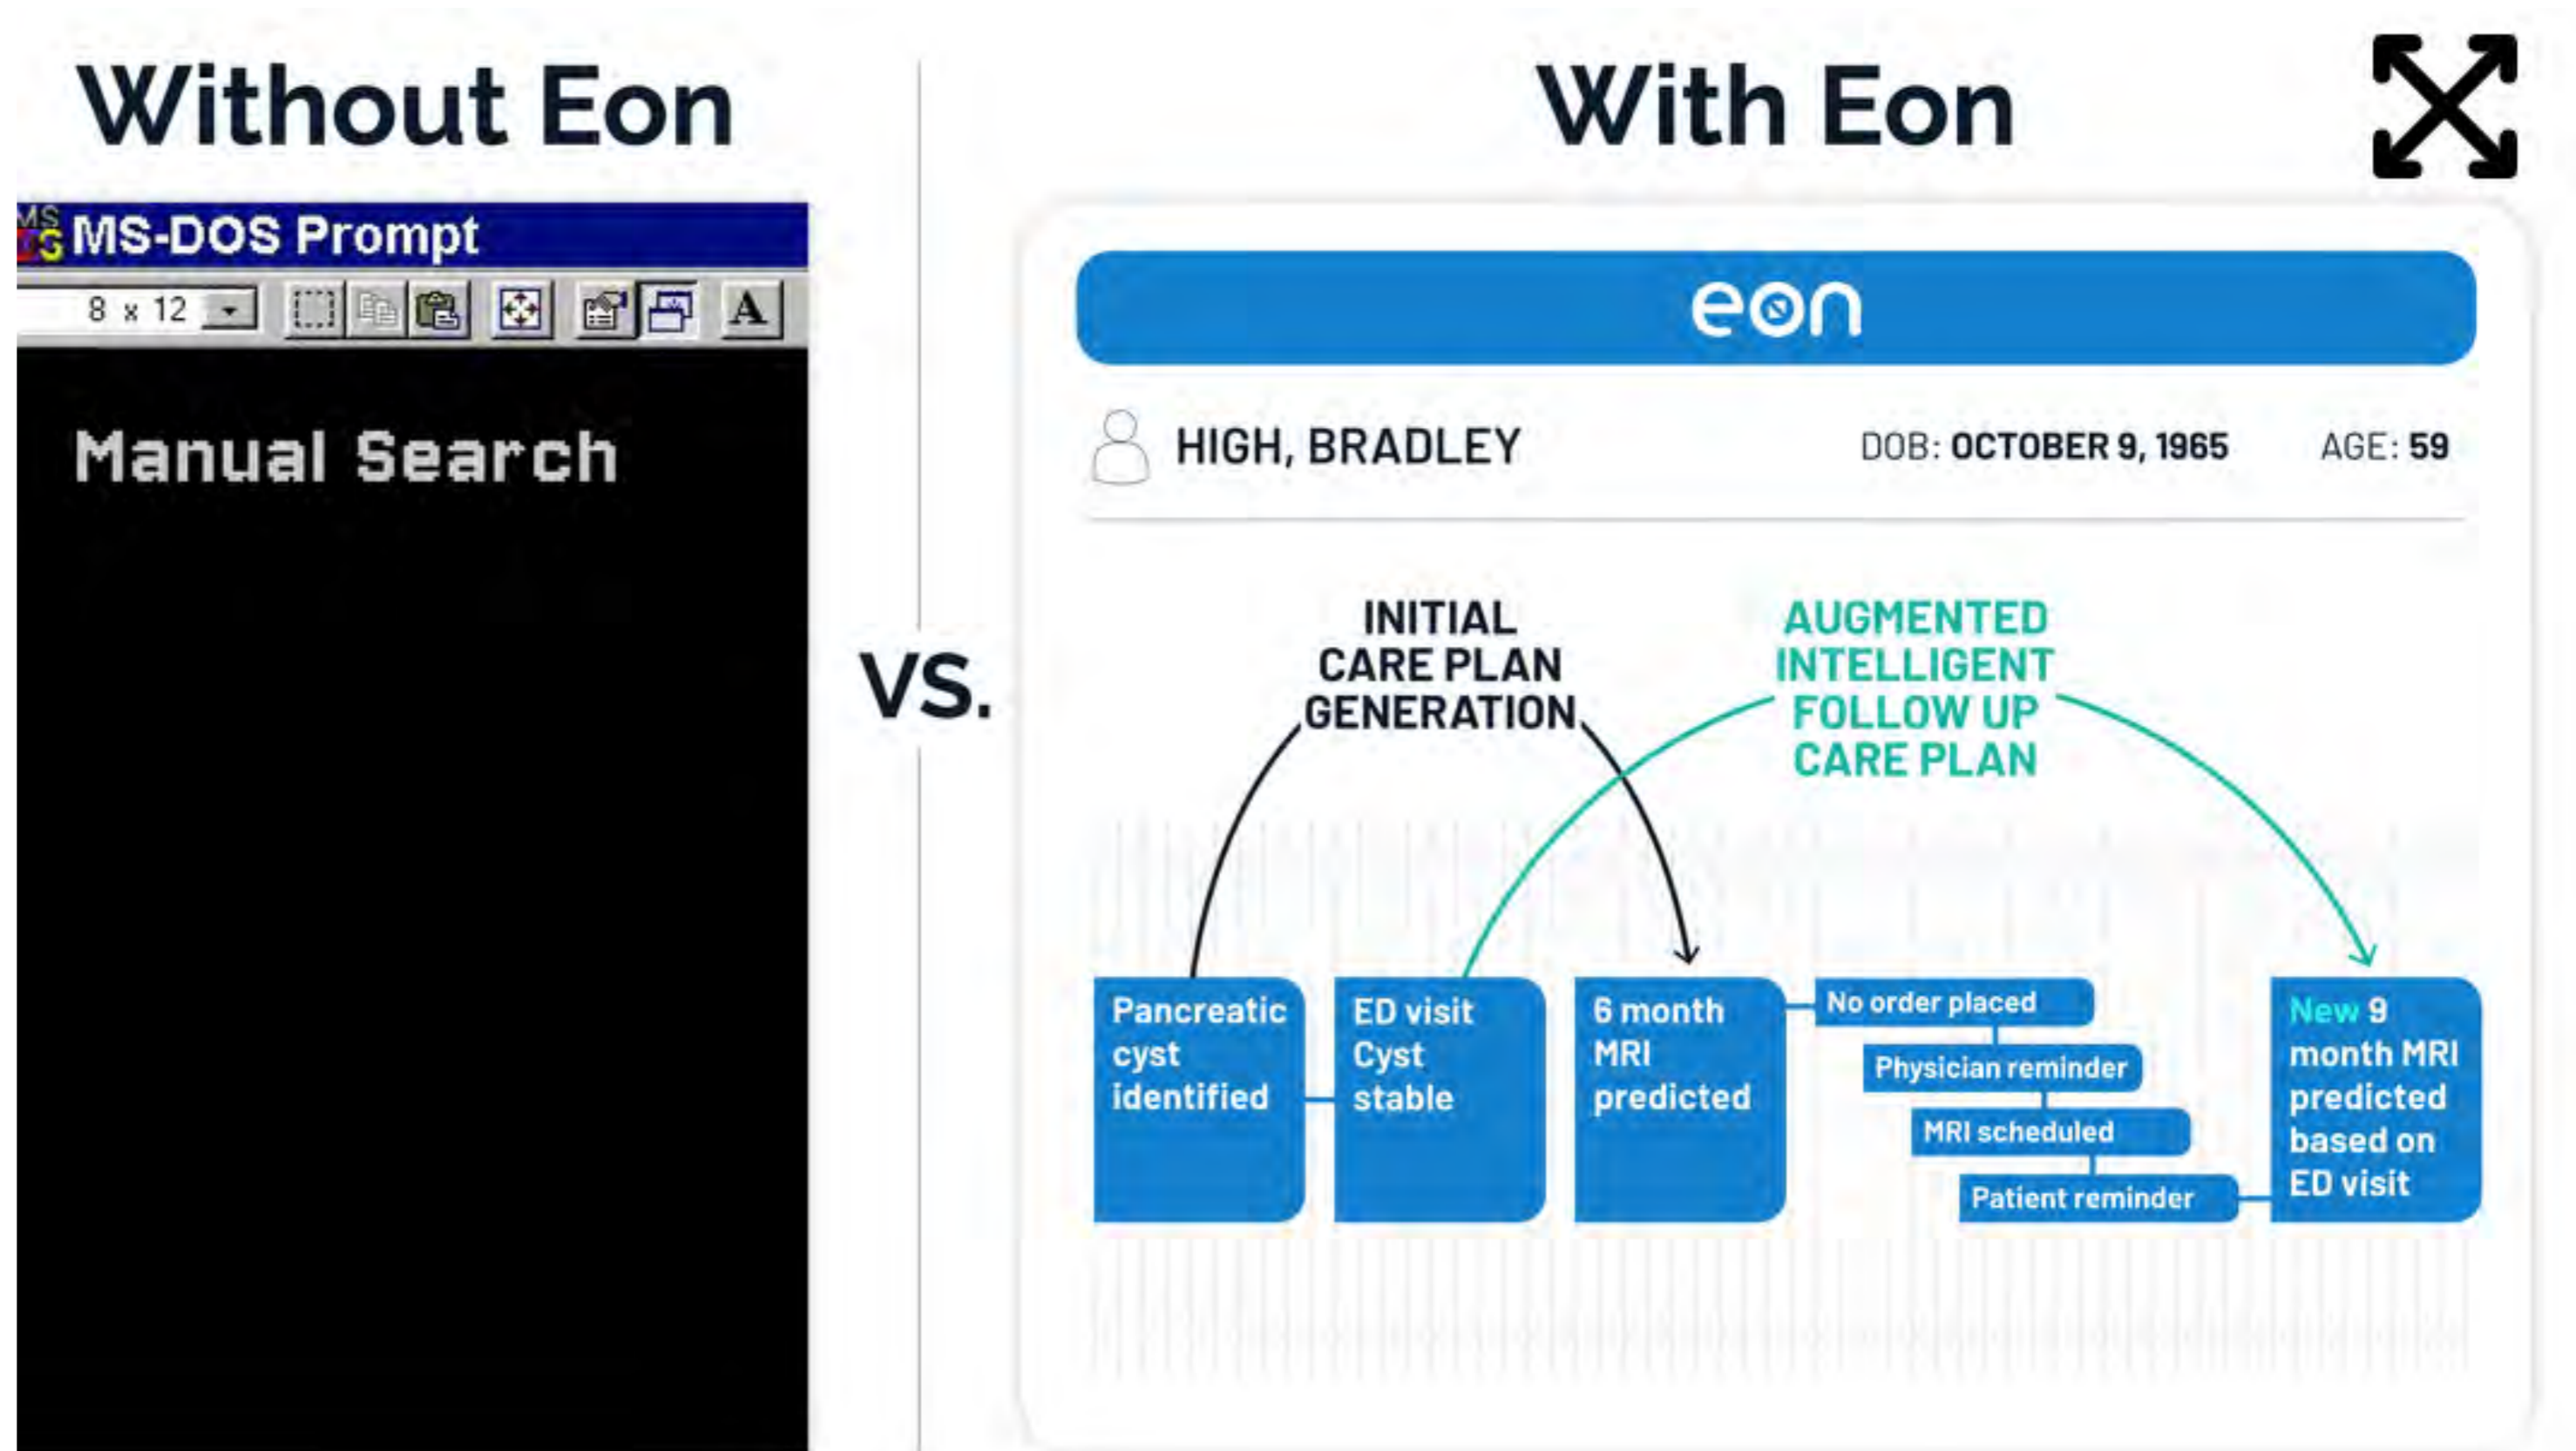 Without Eon
MS-DOS Prompt
8 x 12
A
Manual Search
VS.
With Eon
eon
HIGH, BRADLEY
DOB: OCTOBER 9, 1965
AGE: 59
INITIAL
CARE PLAN
GENERATION
AUGMENTED
INTELLIGENT
FOLLOW UP
CARE PLAN
Pancreatic
cyst
identified
ED visit
Cyst
stable
6 month
MRI
predicted
No order placed
Physician reminder
MRI scheduled
Patient reminder
New 9
month MRI
predicted
based on
ED visit